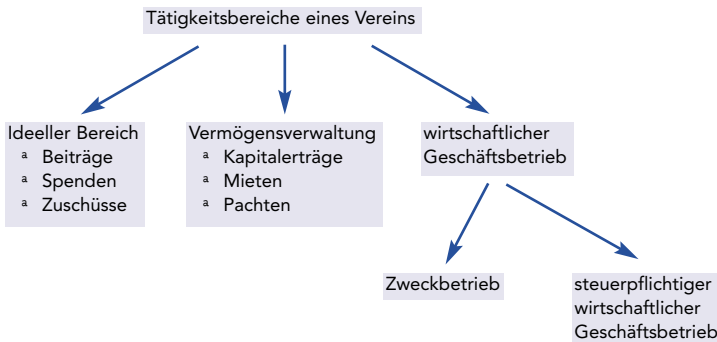 Tätigkeitsbereiche eines Vereins
Ideeller Bereich
ª Beiträge
ª Spenden
ª Zuschüsse
Vermögensverwaltung
ª Kapitalerträge
ª Mieten
ª Pachten
wirtschaftlicher
Geschäftsbetrieb
Zweckbetrieb
steuerpflichtiger
wirtschaftlicher
Geschäftsbetrieb